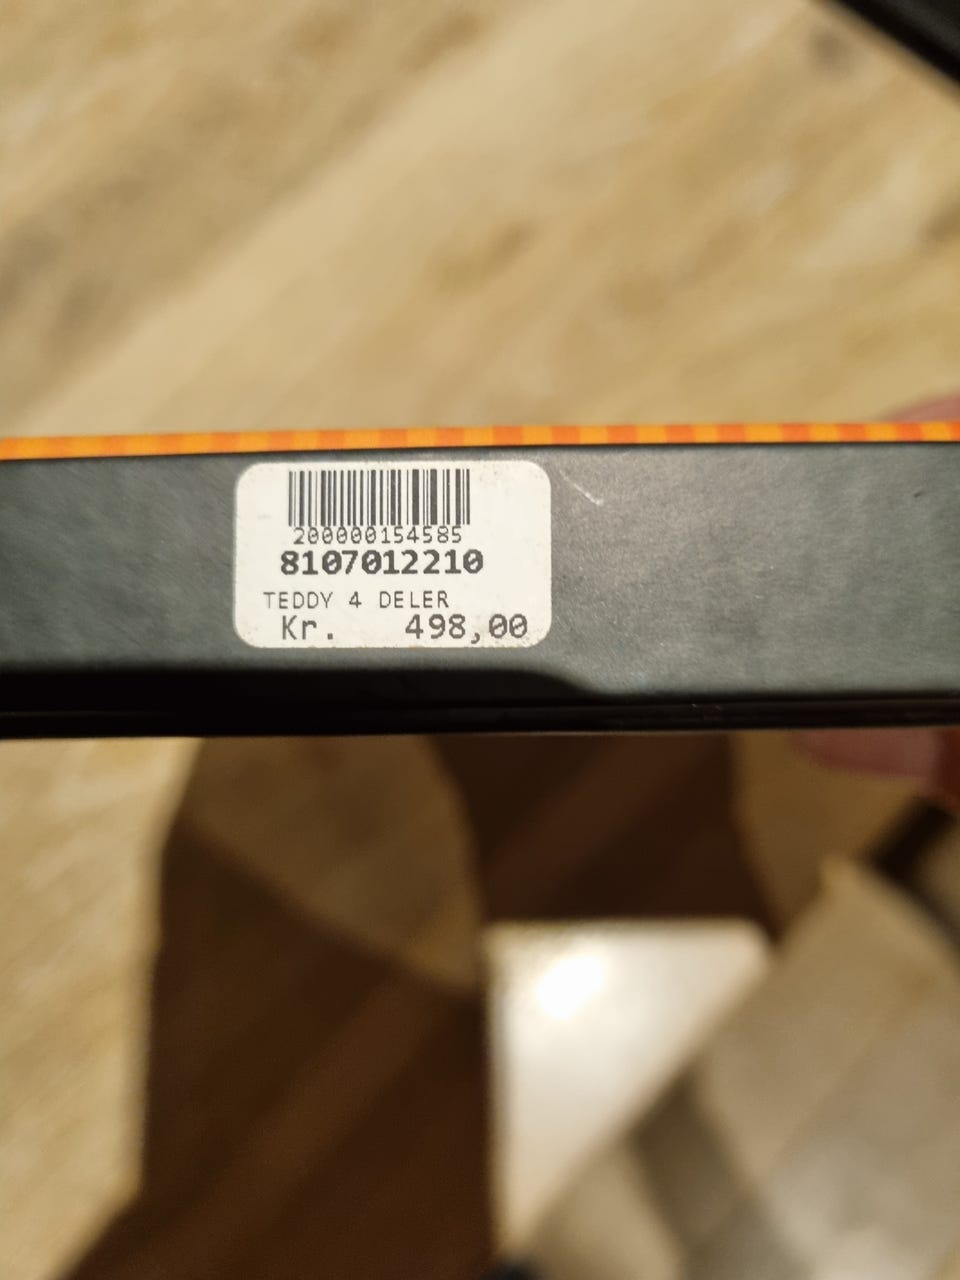 200000154585
8107012210
TEDDY 4 DELER
Kr. 498,00